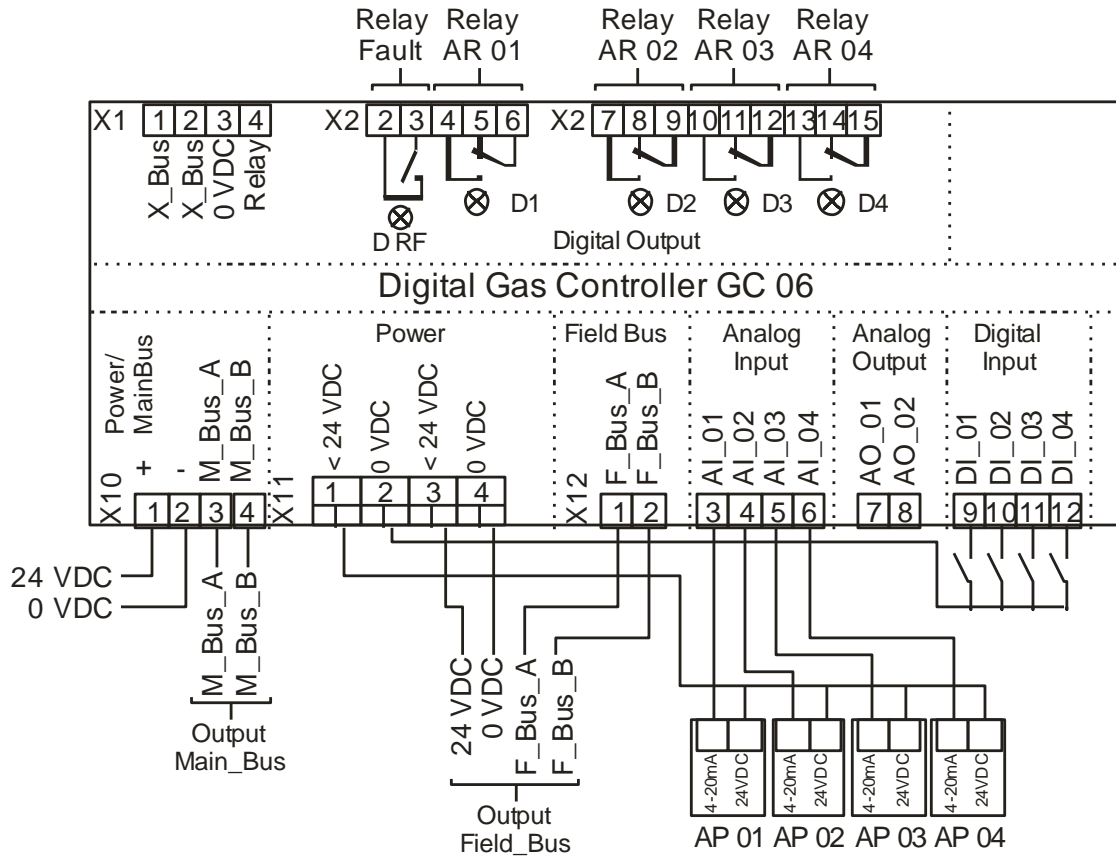 Relay Fault
Relay AR 01
Relay AR 02
Relay AR 03
Relay AR 04
X1 1 2 3 4
X2 2 3 4 5 6
X2 7 8 9 10 11 12 13 14 15
X_Bus
X_Bus
0 VDC
Relay
D RF
D1
D2
D3
D4
Digital Output
Digital Gas Controller GC 06
Power/
MainBus
Power
Field Bus
Analog
Input
Analog
Output
Digital
Input
+
-
M_Bus_A
M_Bus_B
< 24 VDC
0 VDC
< 24 VDC
0 VDC
F_Bus_A
F_Bus_B
AI_01
AI_02
AI_03
AI_04
AO_01
AO_02
DI_01
DI_02
DI_03
DI_04
X10 1 2 3 4
X11 1 2 3 4
X12 1 2 3 4 5 6 7 8 9 10 11 12
24 VDC
0 VDC
M_Bus_A
M_Bus_B
Output
Main_Bus
24 VDC
0 VDC
F_Bus_A
F_Bus_B
Output
Field_Bus
4-20mA
24VDC
4-20mA
24VDC
4-20mA
24VDC
4-20mA
24VDC
AP 01 AP 02 AP 03 AP 04